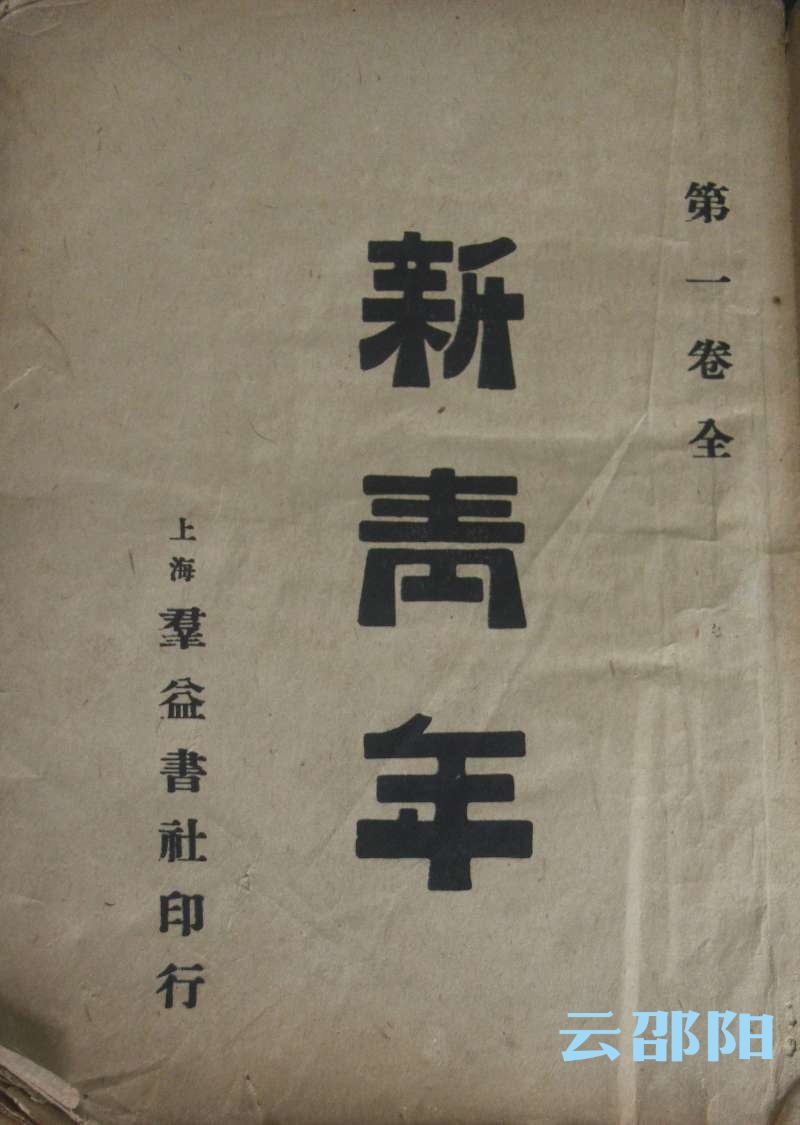 第一卷全
新青年
上海羣益書社印行
云邵阳